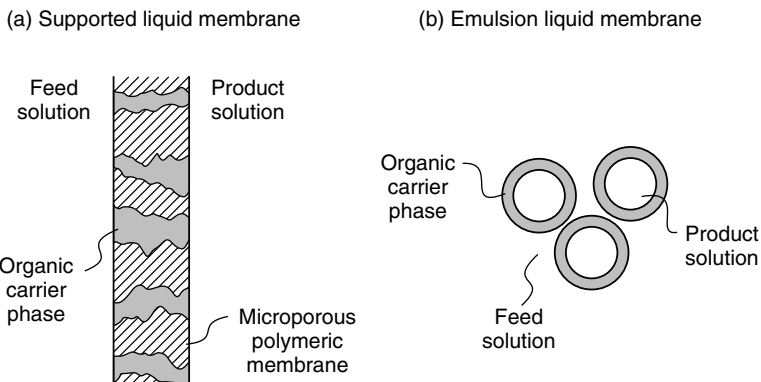 (a) Supported liquid membrane
Feed
solution
Product
solution
Organic
carrier
phase
Microporous
polymeric
membrane
(b) Emulsion liquid membrane
Organic
carrier
phase
Product
solution
Feed
solution